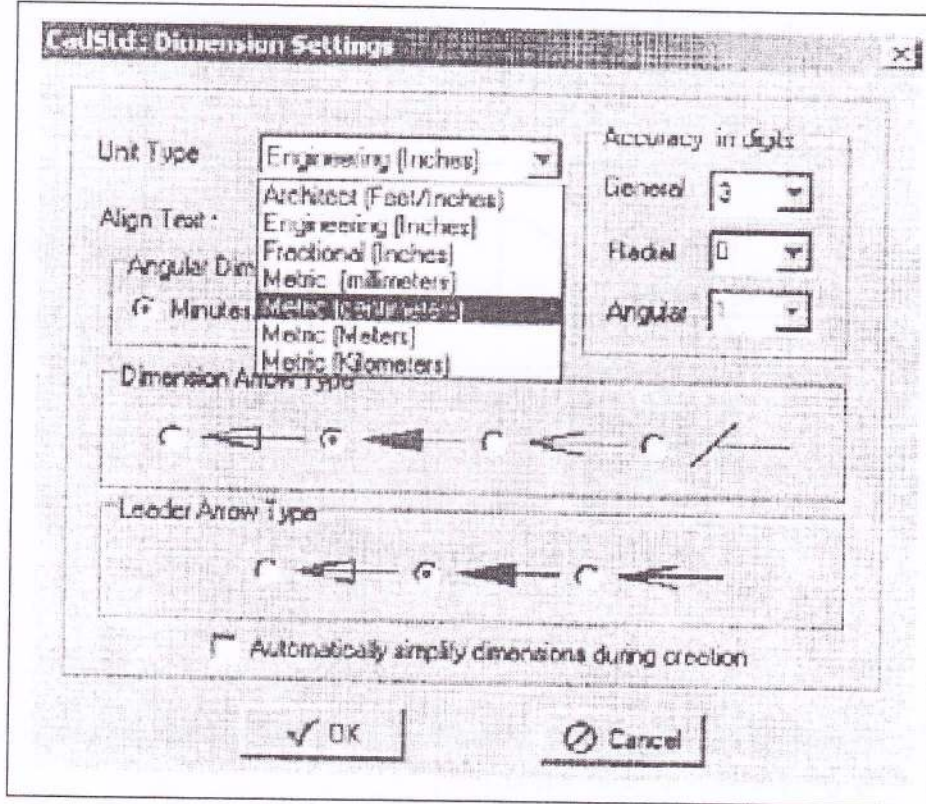 CadStd: Dimension Settings
Unit Type
Engineering (Inches)
Architect (Feet/Inches)
Engineering (Inches)
Fractional (Inches)
Metric (millimeters)
Metric
Metric (Meters)
Metric (Kilometers)
Align Text :
Angular Dim
Minutes
Accuracy in digits
General 3
Radial 0
Angular
Dimension Arrow Type
Leader Arrow Type
Automatically simplify dimensions during creation
OK
Cancel